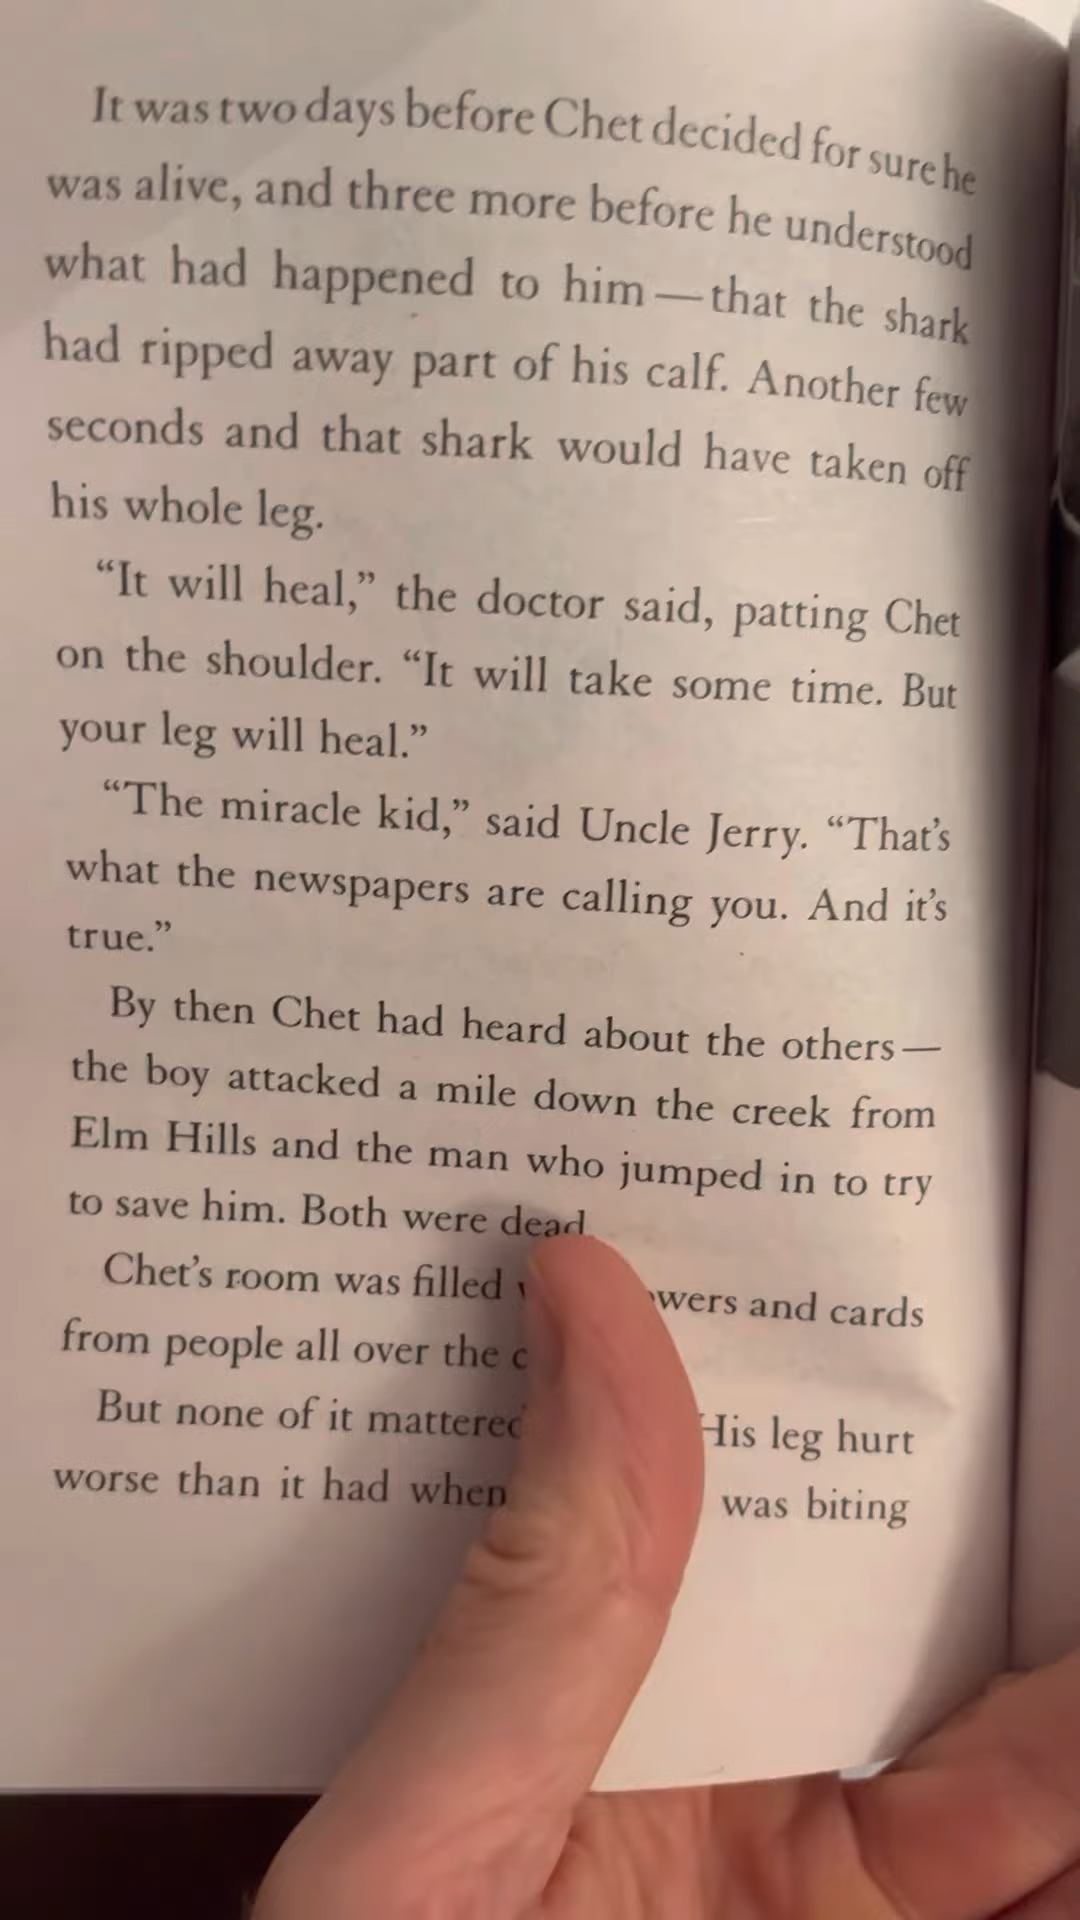 It was two days before Chet decided for sure he
was alive, and three more before he understood
what had happened to him — that the shark
had ripped away part of his calf. Another few
seconds and that shark would have taken off
his whole leg.
“It will heal,” the doctor said, patting Chet
on the shoulder. “It will take some time. But
your leg will heal.”
“The miracle kid,” said Uncle Jerry. “That’s
what the newspapers are calling you. And it’s
true.”
By then Chet had heard about the others —
the boy attacked a mile down the creek from
Elm Hills and the man who jumped in to try
to save him. Both were dead
Chet’s room was filled and cards
from people all over the
But none of it mattered His leg hurt
worse than it had when was biting